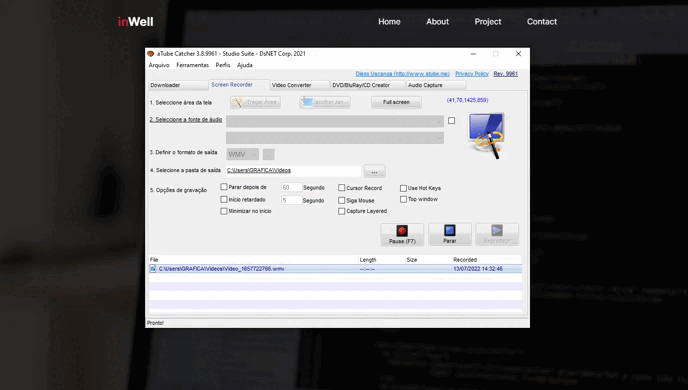 inWell
Home About Project Contact
aTube Catcher 3.8.9961 - Studio Suite - DsNET Corp. 2021
Arquivo Ferramentas Perfis Ajuda
Diego Uscanga (http://www.atube.me) Privacy Policy Rev. 9961
Downloader Screen Recorder Video Converter DVD/BluRay/CD Creator Audio Capture
1. Seleccione área da tela Traçar Área Escolher Jan. Full screen (41,70,1425,859)
2. Seleccione a fonte de áudio
3. Definir o formato de saída WMV
4. Selecione a pasta de saída C:\Users\GRAFICA\Videos ...
5. Opções de gravação Parar depois de 60 Segundo Cursor Record Use Hot Keys
Início retardado 5 Segundo Siga Mouse Top window
Minimizar no início Capture Layered
Pause (F7) Parar Reproduzir
File Length Size Recorded
C:\Users\GRAFICA\Videos\Video_1657722766.wmv --:--:-- 13/07/2022 14:32:46
Pronto!